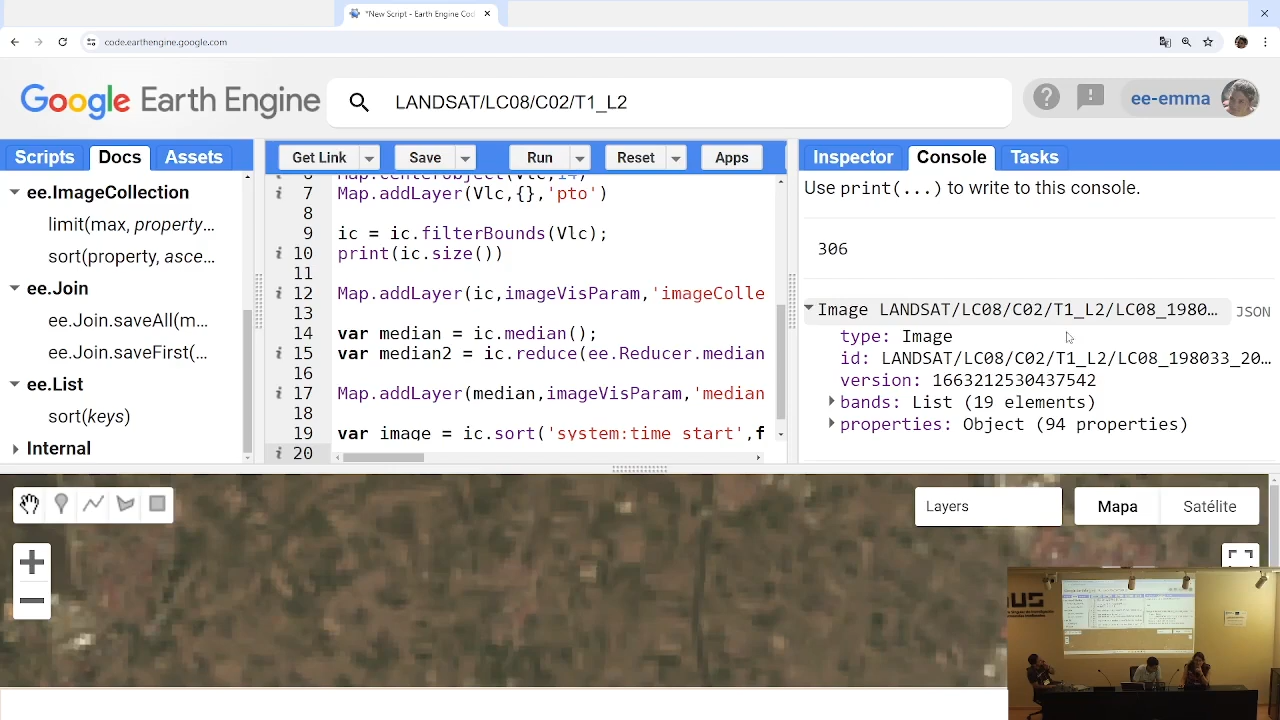 *New Script - Earth Engine Cod
code.earthengine.google.com
Google Earth Engine
LANDSAT/LC08/C02/T1_L2
ee-emma
Scripts
Docs
Assets
Get Link
Save
Run
Reset
Apps
Inspector
Console
Tasks
ee.ImageCollection
limit(max, property...
sort(property, asce...
ee.Join
ee.Join.saveAll(m...
ee.Join.saveFirst(...
ee.List
sort(keys)
Internal
6 Map.centerObject(Vlc,14)
7 Map.addLayer(Vlc,{},'pto')
8
9 ic = ic.filterBounds(Vlc);
10 print(ic.size())
11
12 Map.addLayer(ic,imageVisParam,'imageColle
13
14 var median = ic.median();
15 var median2 = ic.reduce(ee.Reducer.median
16
17 Map.addLayer(median,imageVisParam,'median
18
19 var image = ic.sort('system:time_start',f
20
Use print(...) to write to this console.
306
Image LANDSAT/LC08/C02/T1_L2/LC08_1980...
JSON
type: Image
id: LANDSAT/LC08/C02/T1_L2/LC08_198033_20...
version: 1663212530437542
bands: List (19 elements)
properties: Object (94 properties)
Layers
Mapa
Satélite